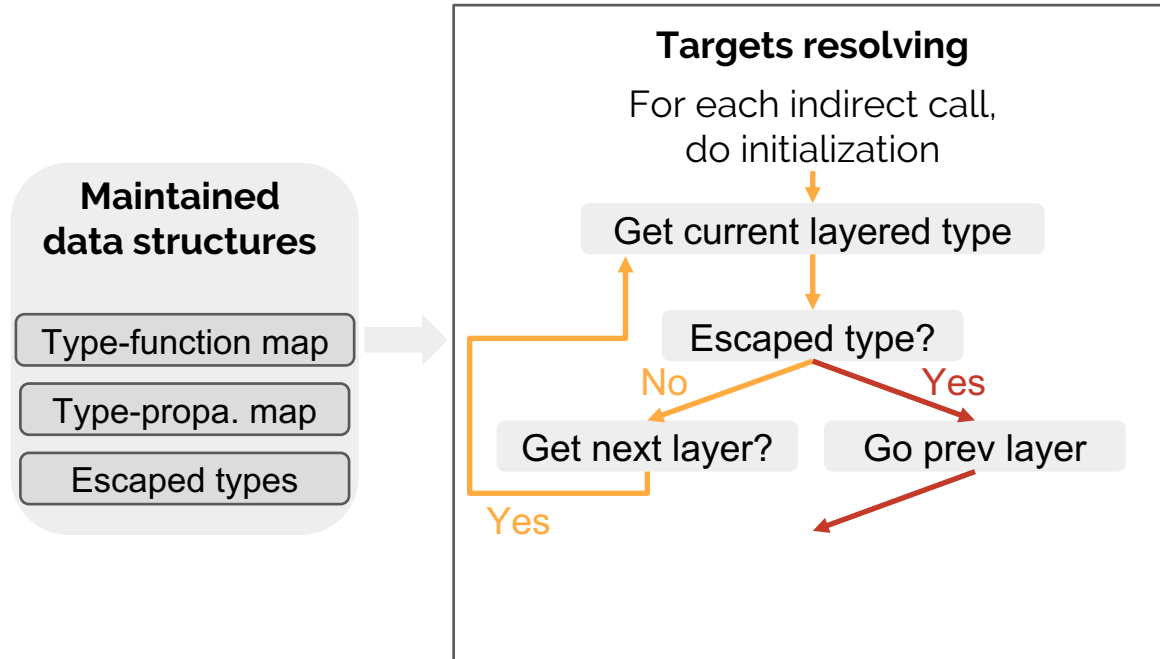 Maintained
data structures
Type-function map
Type-propa. map
Escaped types
Targets resolving
For each indirect call,
do initialization
Get current layered type
Escaped type?
No
Yes
Get next layer?
Go prev layer
Yes